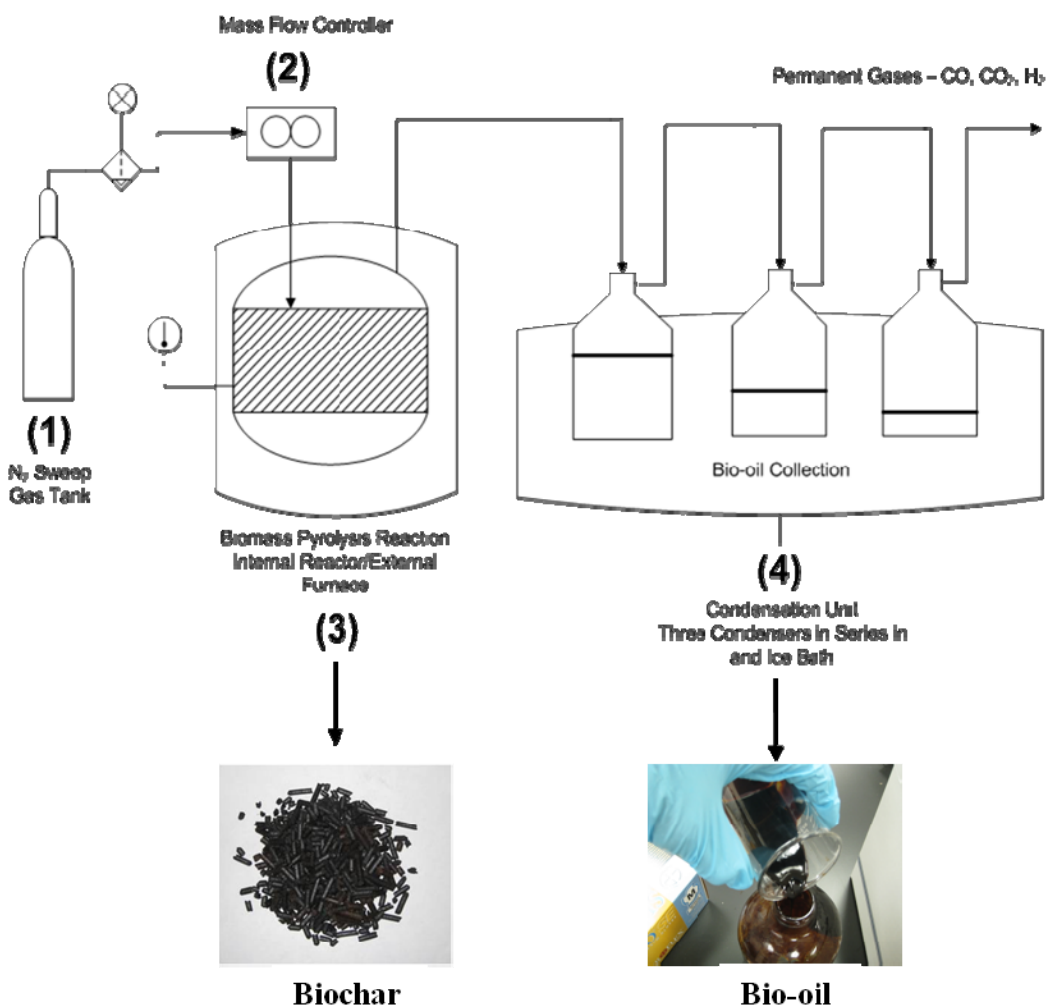 Mass Flow Controller
(2)
Permanent Gases – CO, CO₂, H₂
(1)
N₂ Sweep
Gas Tank
Bio-oil Collection
Biomass Pyrolysis Reaction
Internal Reactor/External
Furnace
(3)
(4)
Condensation Unit
Three Condensers in Series in
and Ice Bath
Biochar
Bio-oil